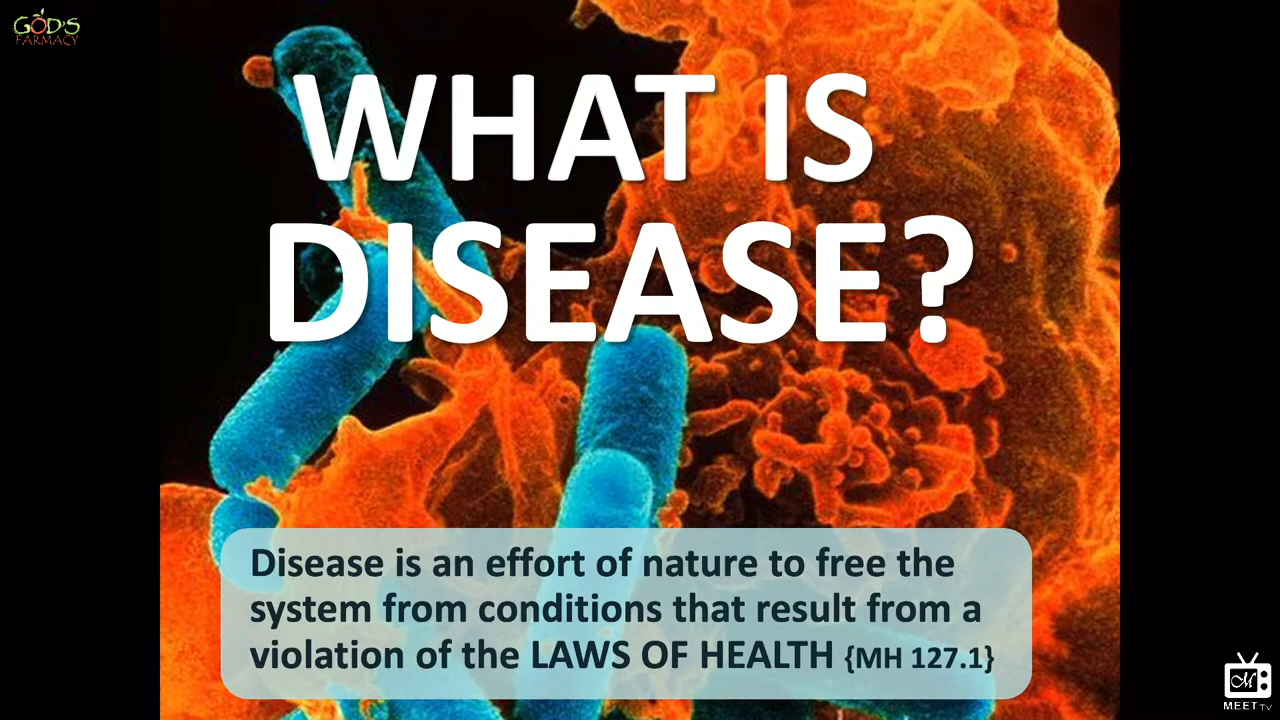 GOD'S
FARMACY
WHAT IS
DISEASE?
Disease is an effort of nature to free the
system from conditions that result from a
violation of the LAWS OF HEALTH {MH 127.1}
M
MEET TV